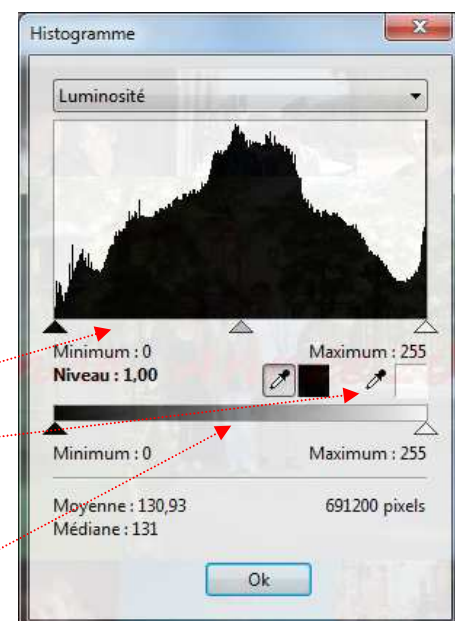 Histogramme
Luminosité
Minimum : 0 Maximum : 255
Niveau : 1,00
Minimum : 0 Maximum : 255
Moyenne : 130,93 691200 pixels
Médiane : 131
Ok